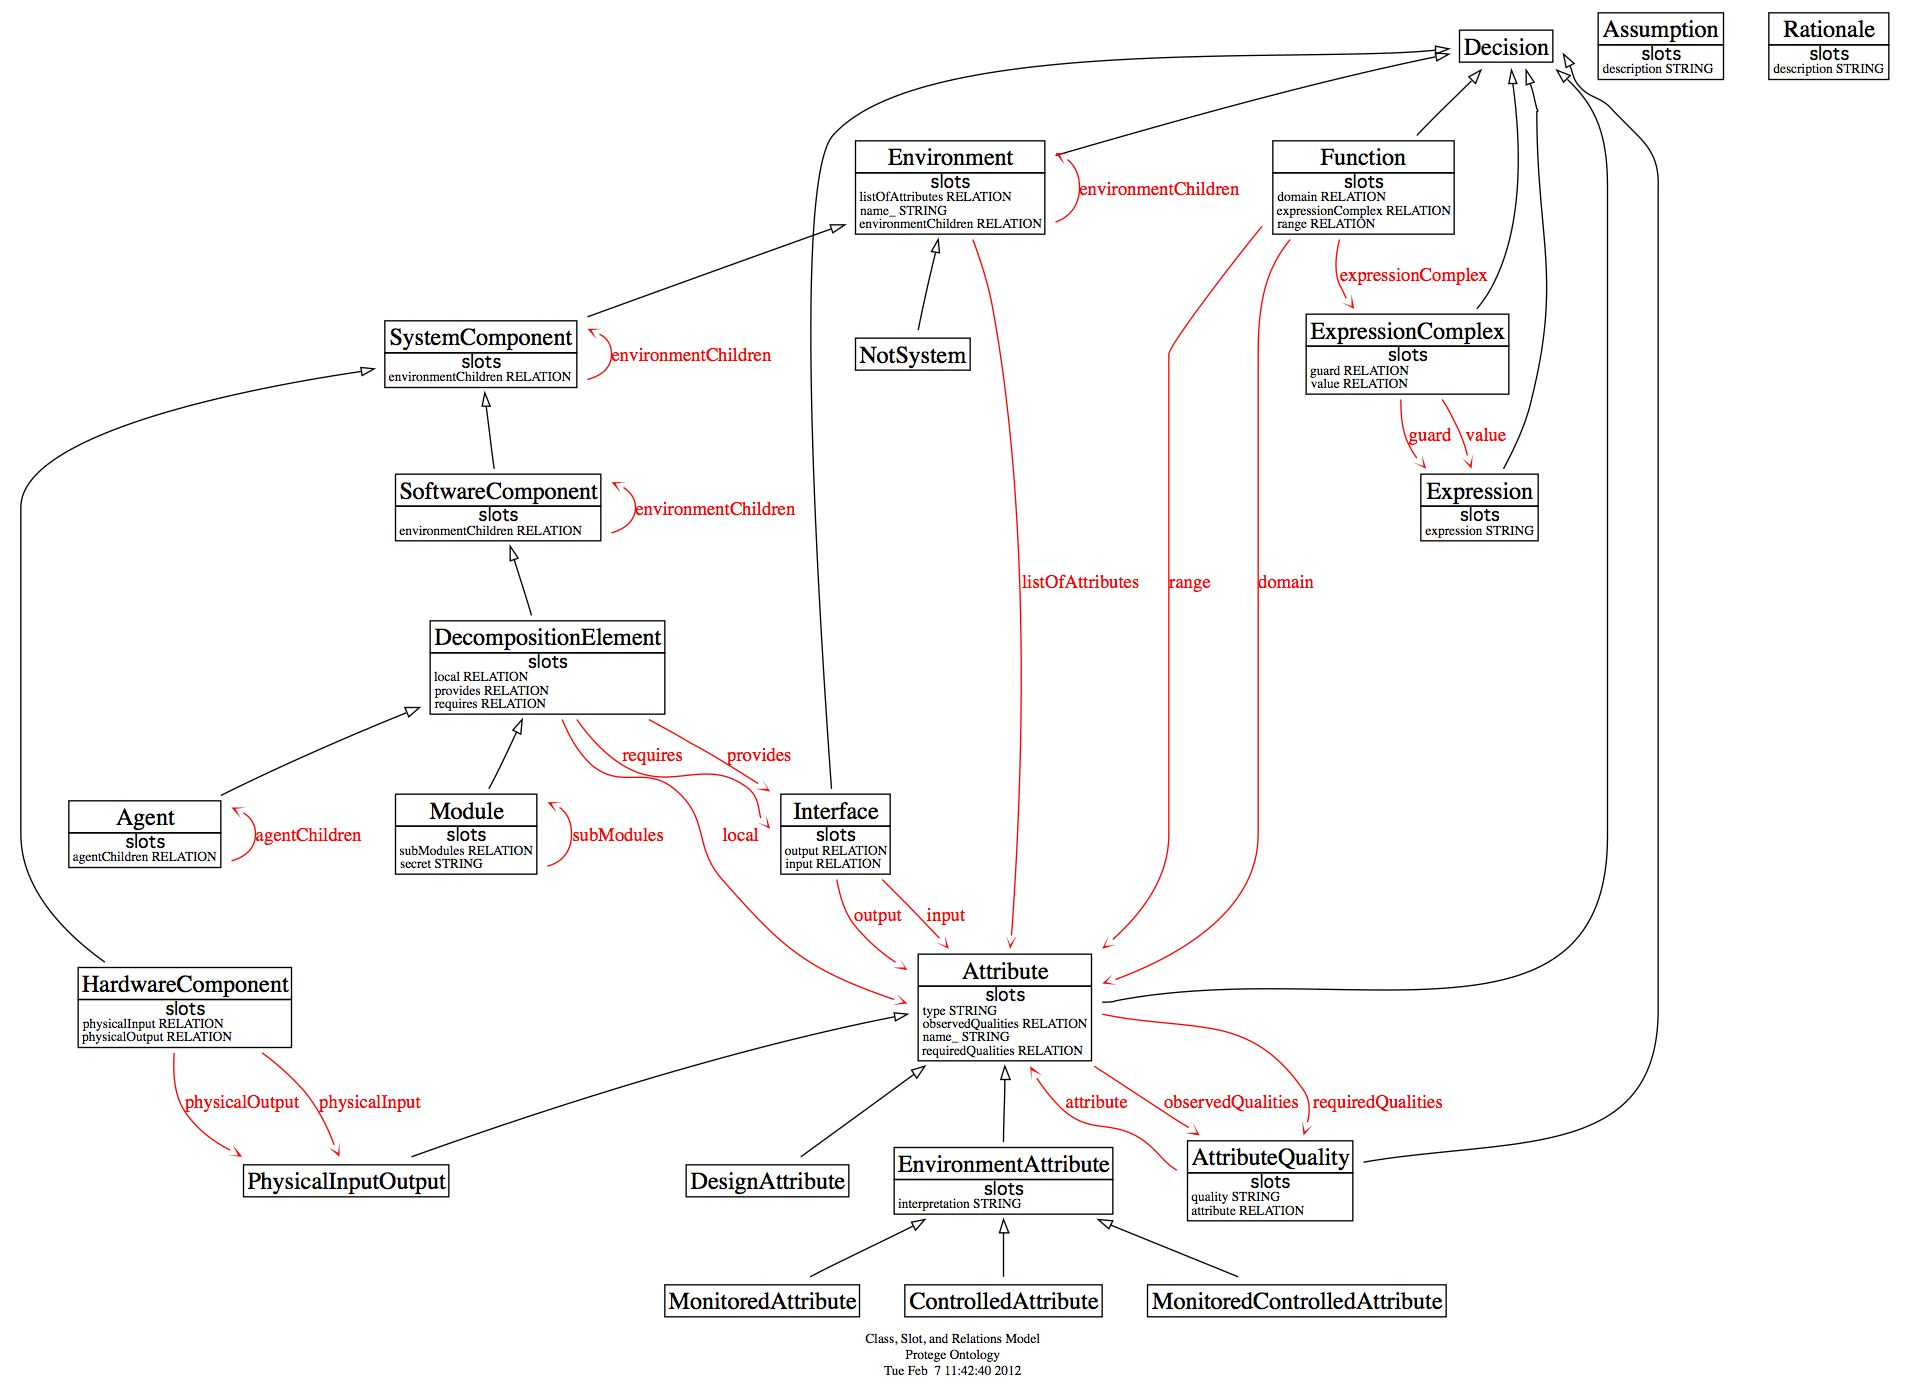 Decision
Assumption
slots
description STRING
Rationale
slots
description STRING
Environment
slots
listOfAttributes RELATION
name_ STRING
environmentChildren RELATION
environmentChildren
Function
slots
domain RELATION
expressionComplex RELATION
range RELATION
expressionComplex
SystemComponent
slots
environmentChildren RELATION
environmentChildren
NotSystem
ExpressionComplex
slots
guard RELATION
value RELATION
guard
value
SoftwareComponent
slots
environmentChildren RELATION
environmentChildren
Expression
slots
expression STRING
listOfAttributes
range
domain
DecompositionElement
slots
local RELATION
provides RELATION
requires RELATION
requires
provides
Agent
slots
agentChildren RELATION
agentChildren
Module
slots
subModules RELATION
secret STRING
subModules
local
Interface
slots
output RELATION
input RELATION
output
input
HardwareComponent
slots
physicalInput RELATION
physicalOutput RELATION
Attribute
slots
type STRING
observedQualities RELATION
name_ STRING
requiredQualities RELATION
physicalOutput
physicalInput
attribute
observedQualities
requiredQualities
PhysicalInputOutput
DesignAttribute
EnvironmentAttribute
slots
interpretation STRING
AttributeQuality
slots
quality STRING
attribute RELATION
MonitoredAttribute
ControlledAttribute
MonitoredControlledAttribute
Class, Slot, and Relations Model
Protege Ontology
Tue Feb  7 11:42:40 2012